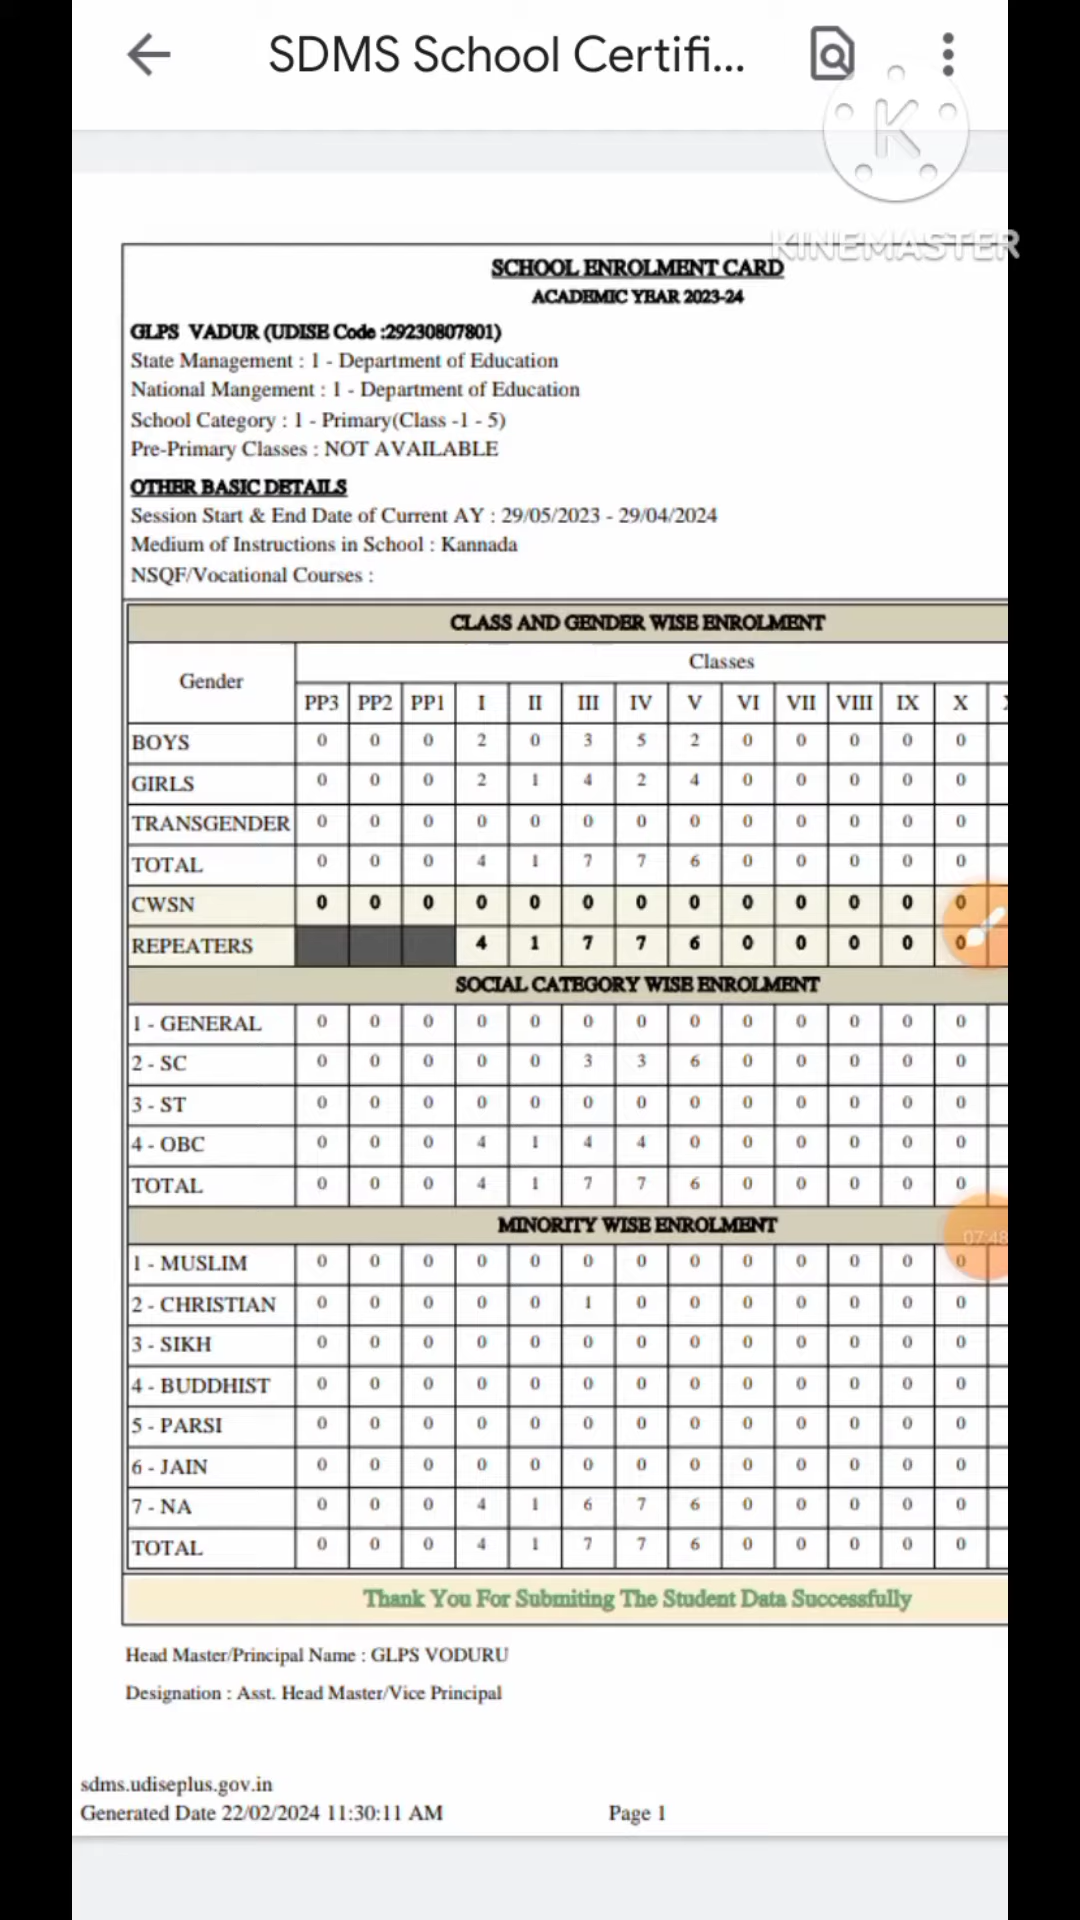 SDMS School Certifi...
K
KINEMASTER
SCHOOL ENROLMENT CARD
ACADEMIC YEAR 2023-24
GLPS VADUR (UDISE Code :29230807801)
State Management : 1 - Department of Education
National Mangement : 1 - Department of Education
School Category : 1 - Primary(Class -1 - 5)
Pre-Primary Classes : NOT AVAILABLE
OTHER BASIC DETAILS
Session Start & End Date of Current AY : 29/05/2023 - 29/04/2024
Medium of Instructions in School : Kannada
NSQF/Vocational Courses :
CLASS AND GENDER WISE ENROLMENT
Gender Classes
PP3 PP2 PP1 I II III IV V VI VII VIII IX X
BOYS 0 0 0 2 0 3 5 2 0 0 0 0 0
GIRLS 0 0 0 2 1 4 2 4 0 0 0 0 0
TRANSGENDER 0 0 0 0 0 0 0 0 0 0 0 0 0
TOTAL 0 0 0 4 1 7 7 6 0 0 0 0 0
CWSN 0 0 0 0 0 0 0 0 0 0 0 0 0
REPEATERS 4 1 7 7 6 0 0 0 0 0
SOCIAL CATEGORY WISE ENROLMENT
1 - GENERAL 0 0 0 0 0 0 0 0 0 0 0 0 0
2 - SC 0 0 0 0 0 3 3 6 0 0 0 0 0
3 - ST 0 0 0 0 0 0 0 0 0 0 0 0 0
4 - OBC 0 0 0 4 1 4 4 0 0 0 0 0 0
TOTAL 0 0 0 4 1 7 7 6 0 0 0 0 0
MINORITY WISE ENROLMENT
07:48
1 - MUSLIM 0 0 0 0 0 0 0 0 0 0 0 0 0
2 - CHRISTIAN 0 0 0 0 0 1 0 0 0 0 0 0 0
3 - SIKH 0 0 0 0 0 0 0 0 0 0 0 0 0
4 - BUDDHIST 0 0 0 0 0 0 0 0 0 0 0 0 0
5 - PARSI 0 0 0 0 0 0 0 0 0 0 0 0 0
6 - JAIN 0 0 0 0 0 0 0 0 0 0 0 0 0
7 - NA 0 0 0 4 1 6 7 6 0 0 0 0 0
TOTAL 0 0 0 4 1 7 7 6 0 0 0 0 0
Thank You For Submiting The Student Data Successfully
Head Master/Principal Name : GLPS VODURU
Designation : Asst. Head Master/Vice Principal
sdms.udiseplus.gov.in
Generated Date 22/02/2024 11:30:11 AM Page 1